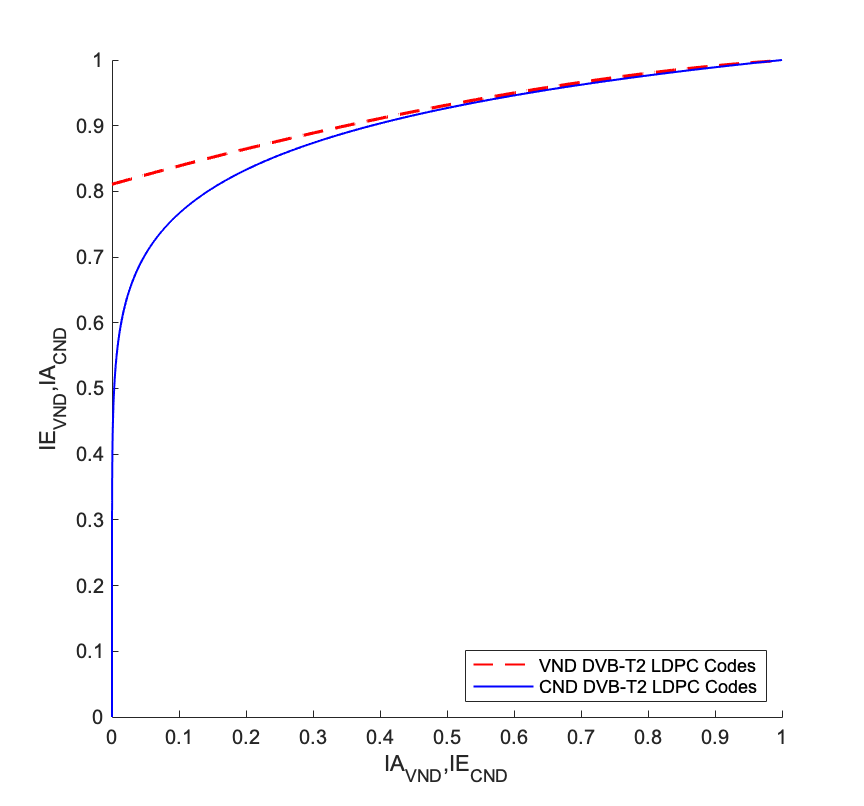 1
0.9
0.8
0.7
0.6
0.5
0.4
0.3
0.2
0.1
0
IE_VND,IA_CND
VND DVB-T2 LDPC Codes
CND DVB-T2 LDPC Codes
0 0.1 0.2 0.3 0.4 0.5 0.6 0.7 0.8 0.9 1
IA_VND,IE_CND